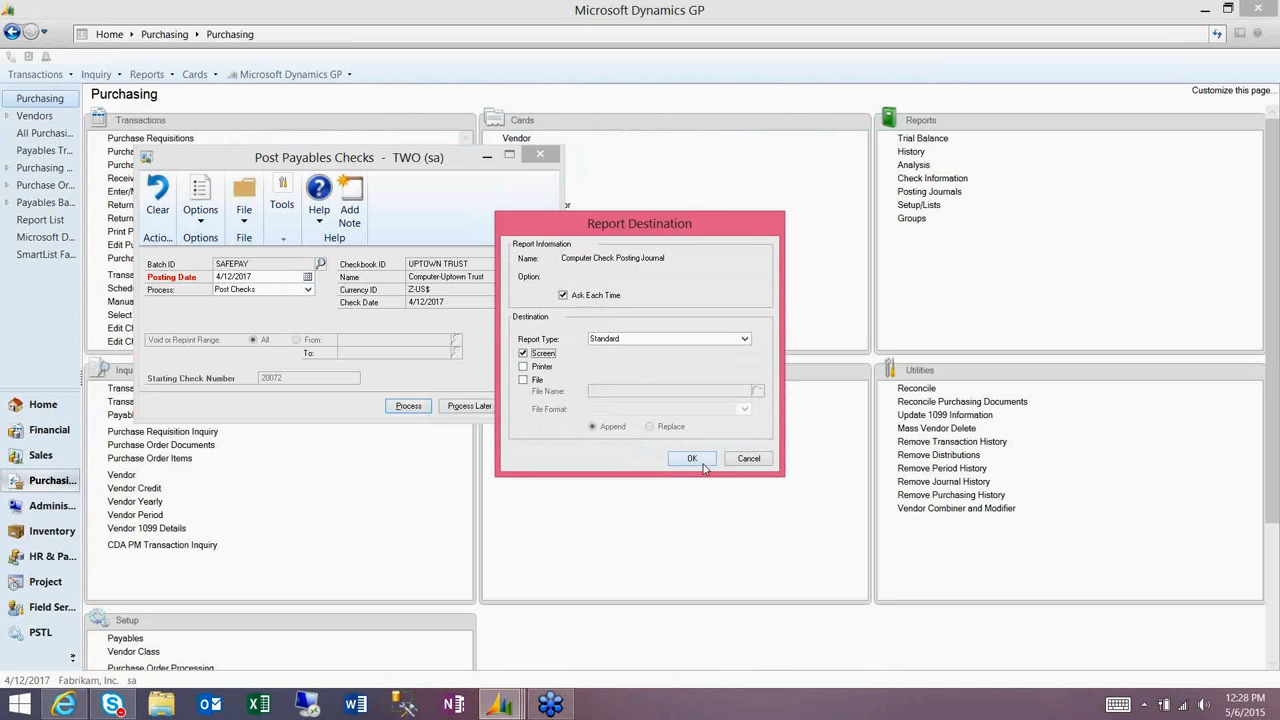 Microsoft Dynamics GP
Home
Purchasing
Purchasing
Transactions
Inquiry
Reports
Cards
Microsoft Dynamics GP
Customize this page...
Purchasing
Vendors
All Purchasi...
Payables Tr...
Purchasing ...
Purchase Or...
Payables Ba...
Report List
Microsoft D...
SmartList Fa...
Home
Financial
Sales
Purchasi...
Adminis...
Inventory
HR & Pa...
Project
Field Ser...
PSTL
Purchasing
Transactions
Purchase Requisitions
Cards
Vendor
Reports
Trial Balance
History
Analysis
Check Information
Posting Journals
Setup/Lists
Groups
Utilities
Reconcile
Reconcile Purchasing Documents
Update 1099 Information
Mass Vendor Delete
Remove Transaction History
Remove Distributions
Remove Period History
Remove Journal History
Remove Purchasing History
Vendor Combiner and Modifier
Purchase Requisition Inquiry
Purchase Order Documents
Purchase Order Items
Vendor
Vendor Credit
Vendor Yearly
Vendor Period
Vendor 1099 Details
CDA PM Transaction Inquiry
Setup
Payables
Vendor Class
Purchase Order Processing
Post Payables Checks - TWO (sa)
Clear
Options
File
Tools
Help
Add Note
Actio...
Options
File
Help
Batch ID SAFEPAY
Posting Date 4/12/2017
Process: Post Checks
Checkbook ID UPTOWN TRUST
Name Computer-Uptown Trust
Currency ID Z-US$
Check Date 4/12/2017
Void or Reprint Range: All From:
To:
Starting Check Number 20072
Process
Process Later
Report Destination
Report Information
Name: Computer Check Posting Journal
Option:
Ask Each Time
Destination
Report Type: Standard
Screen
Printer
File
File Name:
File Format:
Append Replace
OK Cancel
4/12/2017 Fabrikam, Inc. sa
12:28 PM
5/6/2015